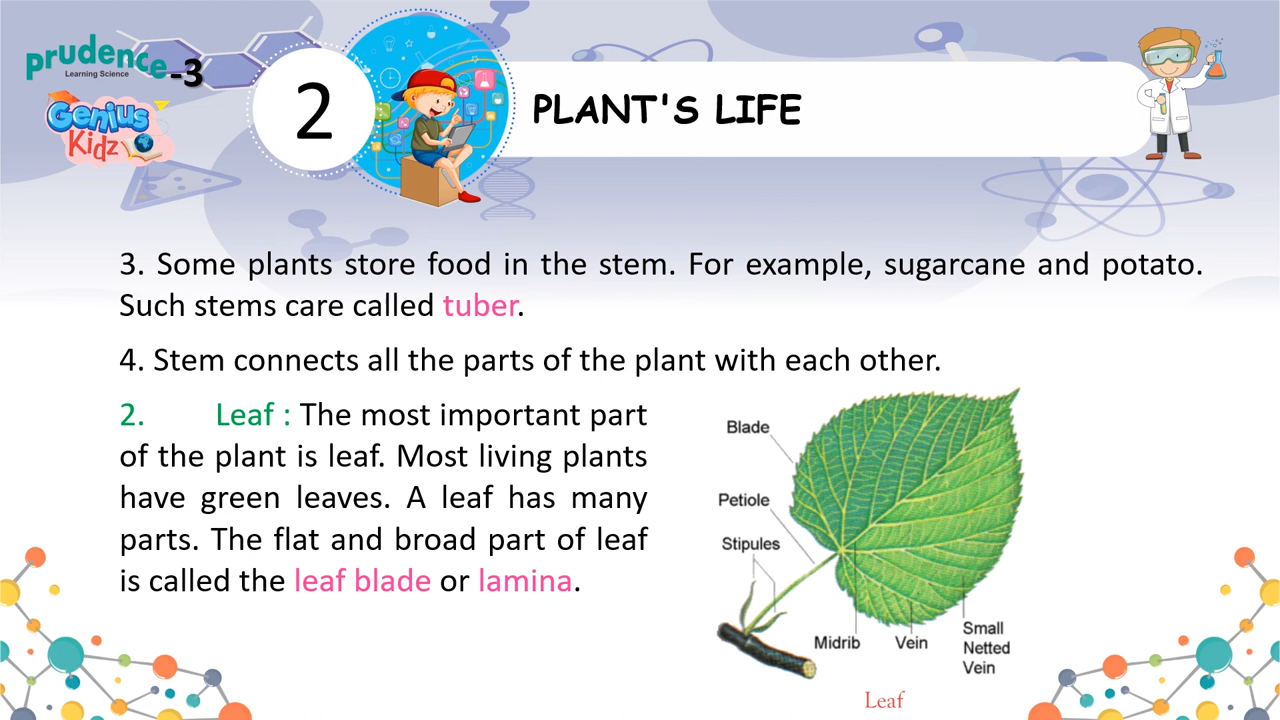 prudence-3
Learning Science
Genius
Kidz
2
PLANT'S LIFE
3. Some plants store food in the stem. For example, sugarcane and potato.
Such stems care called tuber.
4. Stem connects all the parts of the plant with each other.
2. Leaf : The most important part
of the plant is leaf. Most living plants
have green leaves. A leaf has many
parts. The flat and broad part of leaf
is called the leaf blade or lamina.
Blade
Petiole
Stipules
Midrib
Vein
Small
Netted
Vein
Leaf